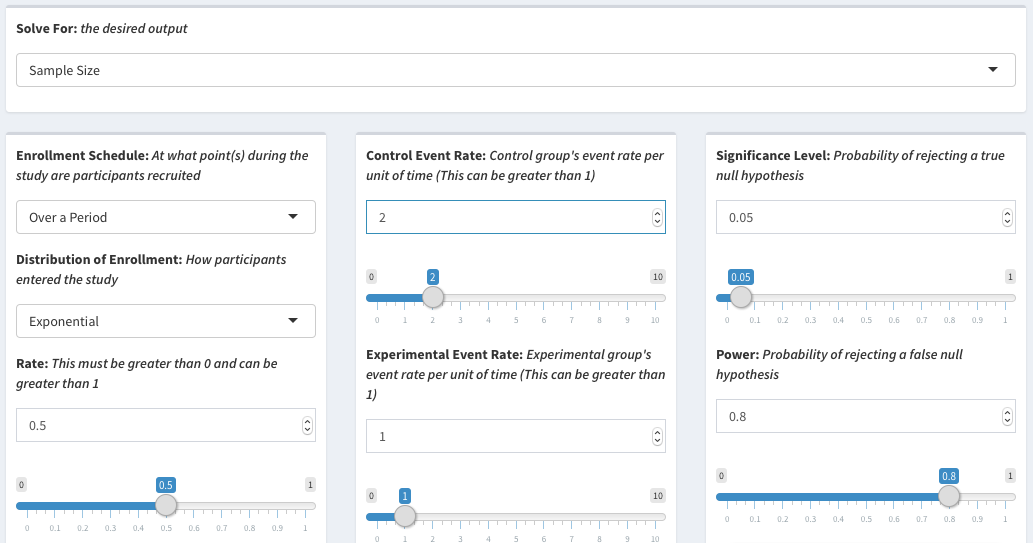 Solve For: the desired output
Sample Size
Enrollment Schedule: At what point(s) during the
study are participants recruited
Over a Period
Distribution of Enrollment: How participants
entered the study
Exponential
Rate: This must be greater than 0 and can be
greater than 1
0.5
0 0.5 1
0 0.1 0.2 0.3 0.4 0.5 0.6 0.7 0.8 0.9 1
Control Event Rate: Control group's event rate per
unit of time (This can be greater than 1)
2
0 2 10
0 1 2 3 4 5 6 7 8 9 10
Experimental Event Rate: Experimental group's
event rate per unit of time (This can be greater than
1)
1
0 1 10
0 1 2 3 4 5 6 7 8 9 10
Significance Level: Probability of rejecting a true
null hypothesis
0.05
0 0.05 1
0 0.1 0.2 0.3 0.4 0.5 0.6 0.7 0.8 0.9 1
Power: Probability of rejecting a false null
hypothesis
0.8
0 0.8 1
0 0.1 0.2 0.3 0.4 0.5 0.6 0.7 0.8 0.9 1